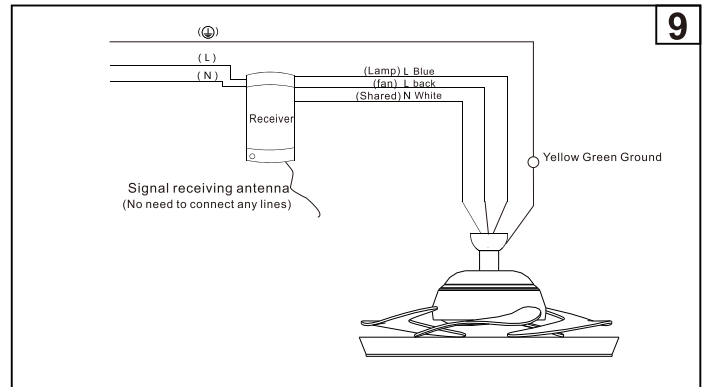 9
(⏚)
( L )
( N )
(Lamp) L Blue
(fan) L back
(Shared) N White
Receiver
Yellow Green Ground
Signal receiving antenna
(No need to connect any lines)